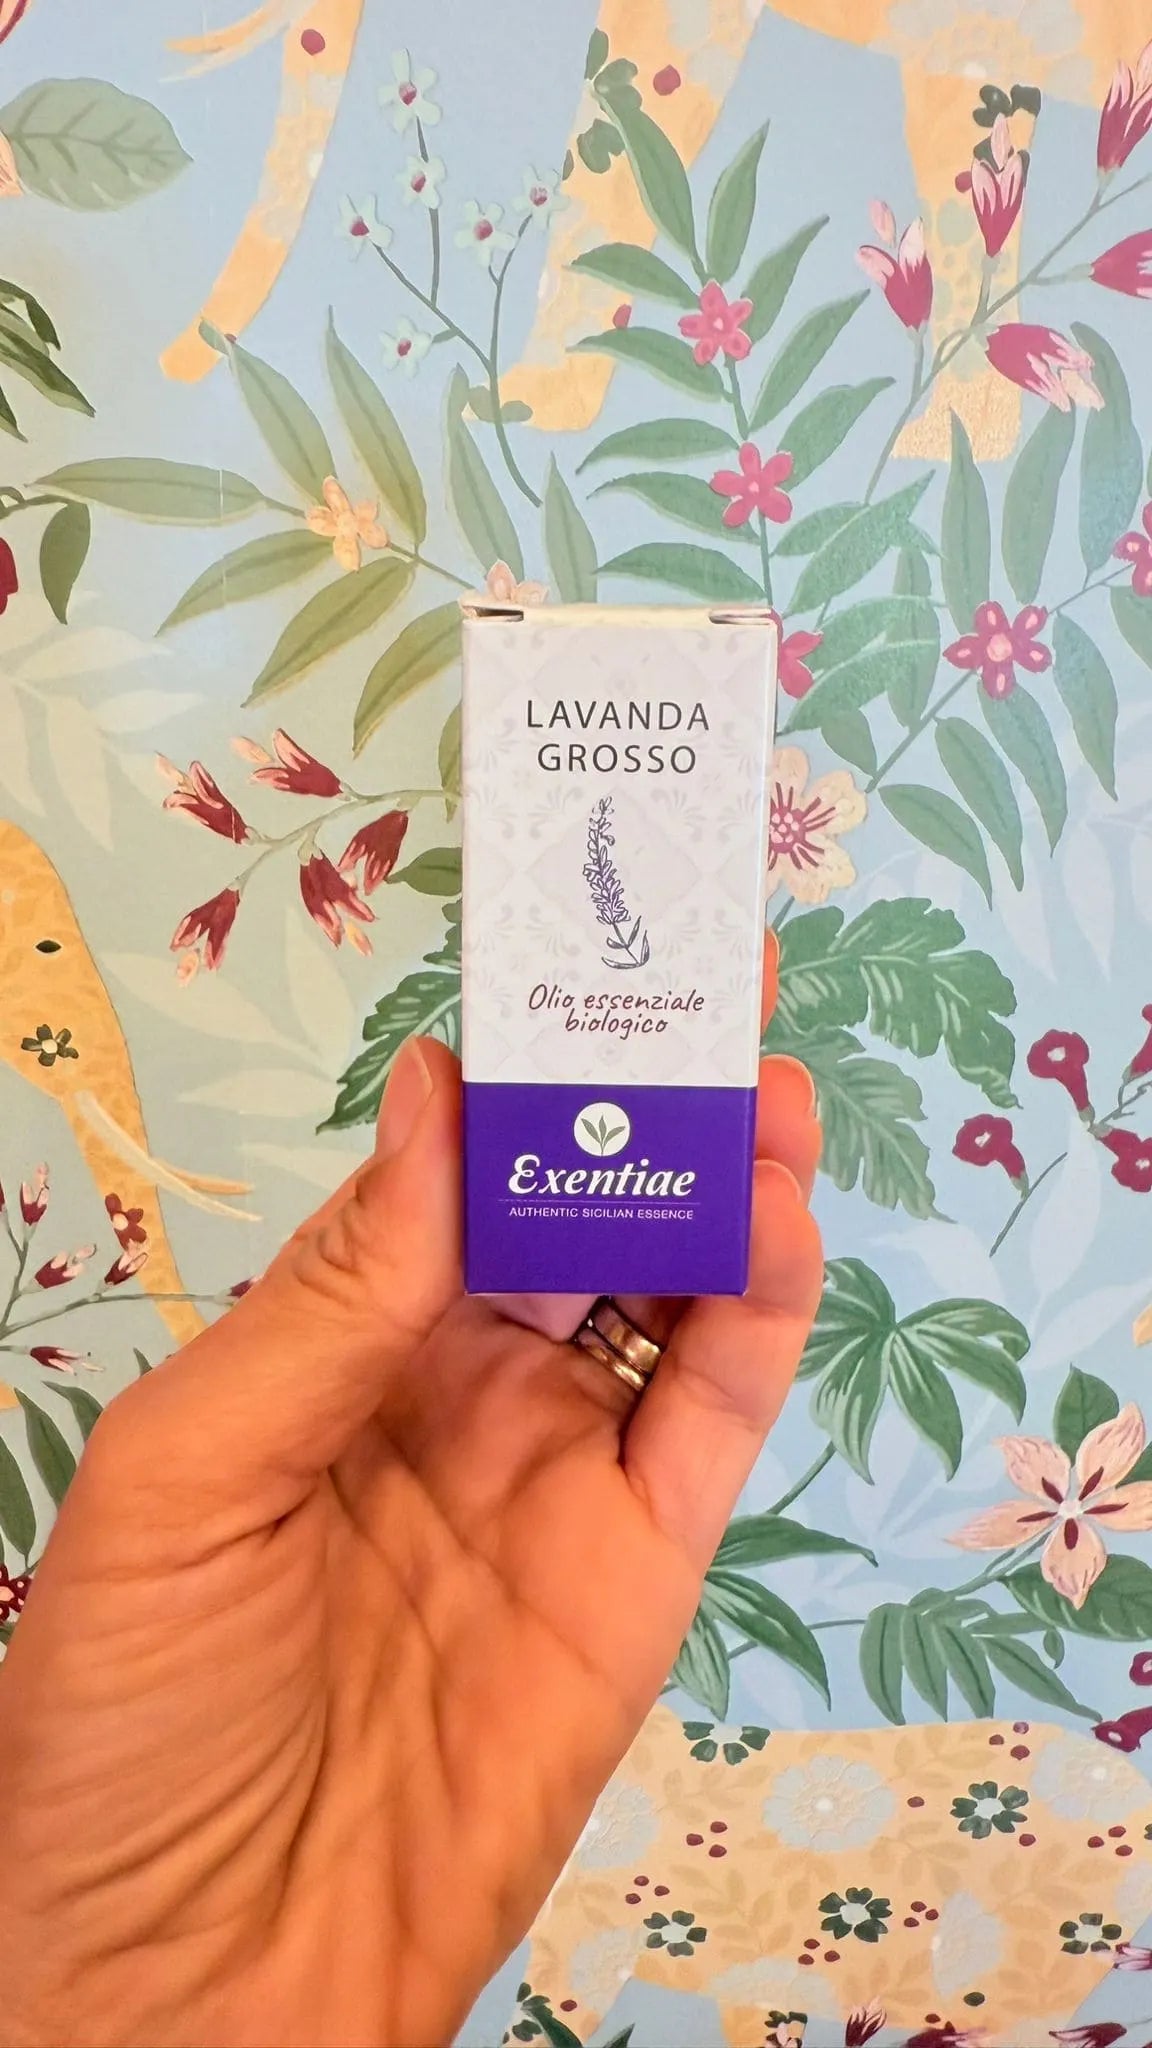 LAVANDA
GROSSO
Olio essenziale
biologico
Exentiae
AUTHENTIC SICILIAN ESSENCE